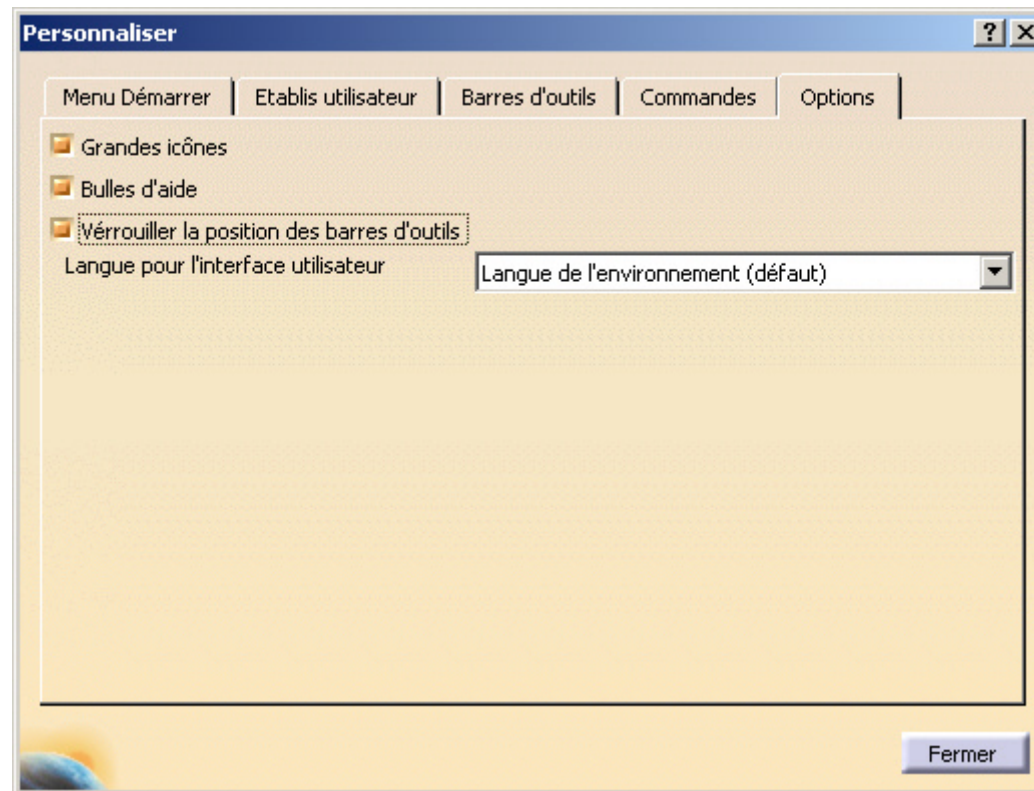 Personnaliser
Menu Démarrer Etablis utilisateur Barres d'outils Commandes Options
Grandes icônes
Bulles d'aide
Vérrouiller la position des barres d'outils
Langue pour l'interface utilisateur Langue de l'environnement (défaut)
Fermer